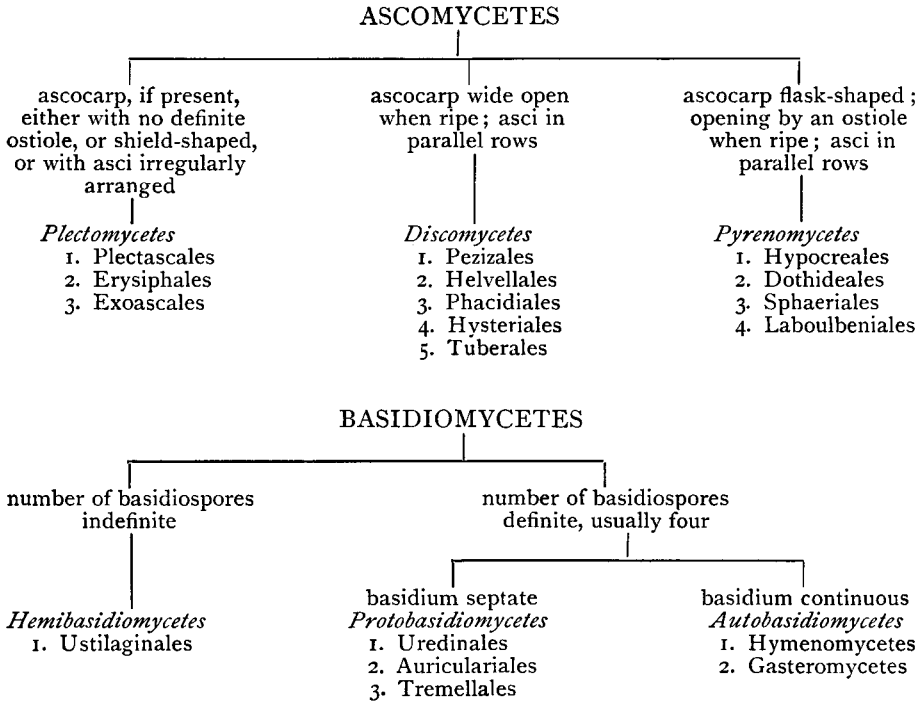 ASCOMYCETES
ascocarp, if present,
either with no definite
ostiole, or shield-shaped,
or with asci irregularly
arranged
Plectomycetes
1. Plectascales
2. Erysiphales
3. Exoascales
ascocarp wide open
when ripe; asci in
parallel rows
Discomycetes
1. Pezizales
2. Helvellales
3. Phacidiales
4. Hysteriales
5. Tuberales
ascocarp flask-shaped;
opening by an ostiole
when ripe; asci in
parallel rows
Pyrenomycetes
1. Hypocreales
2. Dothideales
3. Sphaeriales
4. Laboulbeniales
BASIDIOMYCETES
number of basidiospores
indefinite
Hemibasidiomycetes
1. Ustilaginales
number of basidiospores
definite, usually four
basidium septate
Protobasidiomycetes
1. Uredinales
2. Auriculariales
3. Tremellales
basidium continuous
Autobasidiomycetes
1. Hymenomycetes
2. Gasteromycetes